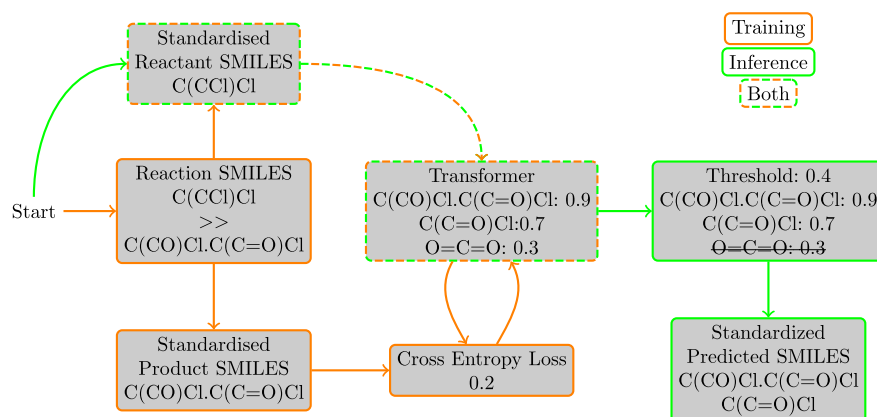 Standardised
Reactant SMILES
C(CCl)Cl
Training
Inference
Both
Start
Reaction SMILES
C(CCl)Cl
>>
C(CO)Cl.C(C=O)Cl
Transformer
C(CO)Cl.C(C=O)Cl: 0.9
C(C=O)Cl:0.7
O=C=O: 0.3
Threshold: 0.4
C(CO)Cl.C(C=O)Cl: 0.9
C(C=O)Cl: 0.7
O=C=O: 0.3
Standardised
Product SMILES
C(CO)Cl.C(C=O)Cl
Cross Entropy Loss
0.2
Standardized
Predicted SMILES
C(CO)Cl.C(C=O)Cl
C(C=O)Cl